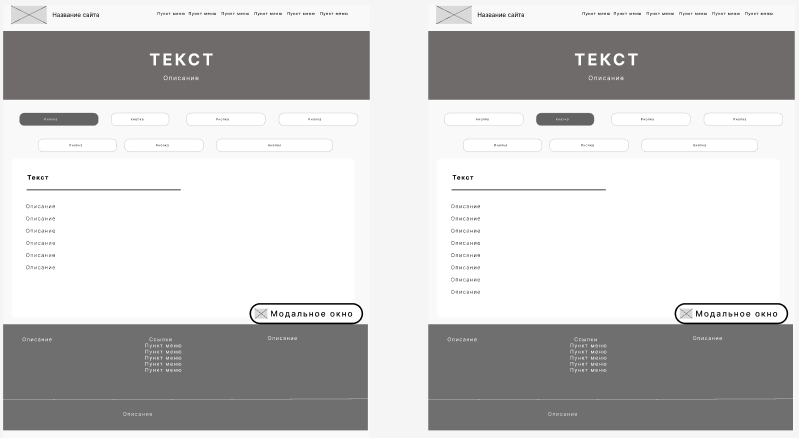 Название сайта Пункт меню Пункт меню Пункт меню Пункт меню Пункт меню Пункт меню
ТЕКСТ
Описание
Кнопка Кнопка Кнопка Кнопка
Кнопка Кнопка Кнопка
Текст
Описание
Описание
Описание
Описание
Описание
Описание
Модальное окно
Описание Ссылки Описание
Пункт меню
Пункт меню
Пункт меню
Пункт меню
Пункт меню
Описание
Название сайта Пункт меню Пункт меню Пункт меню Пункт меню Пункт меню Пункт меню
ТЕКСТ
Описание
Кнопка Кнопка Кнопка Кнопка
Кнопка Кнопка Кнопка
Текст
Описание
Описание
Описание
Описание
Описание
Описание
Описание
Описание
Модальное окно
Описание Ссылки Описание
Пункт меню
Пункт меню
Пункт меню
Пункт меню
Пункт меню
Описание